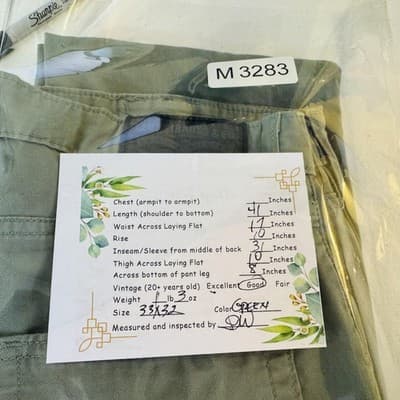 Sharpie
M 3283
Chest (armpit to armpit) Inches
Length (shoulder to bottom) 41 Inches
Waist Across Laying Flat 17 Inches
Rise 10 Inches
Inseam/Sleeve from middle of back 31 Inches
Thigh Across Laying Flat 10 Inches
Across bottom of pant leg 8 Inches
Vintage (20+ years old) Excellent Good Fair
Weight 1 lb 3 oz
Size 33X32 Color GREEN
Measured and inspected by DW